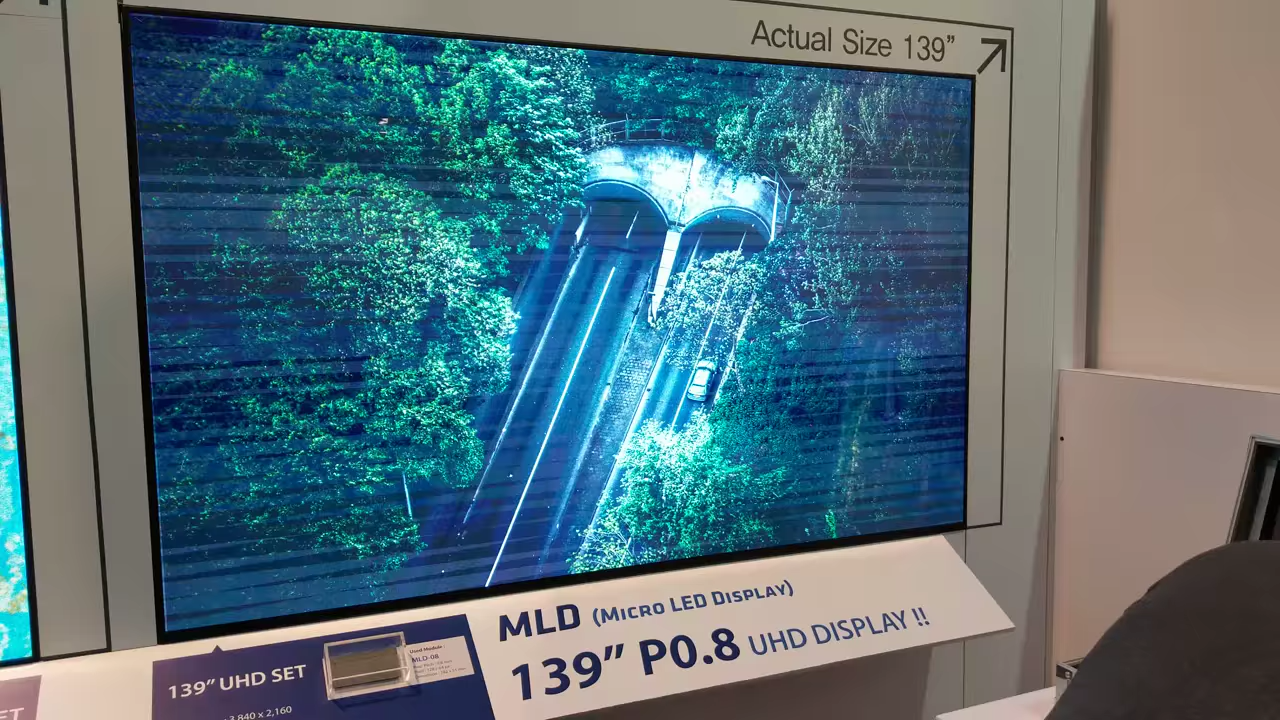 Actual Size 139”
MLD (MICRO LED DISPLAY)
139” P0.8 UHD DISPLAY !!
139” UHD SET
Used Module :
MLD-08
3,840 x 2,160
ET